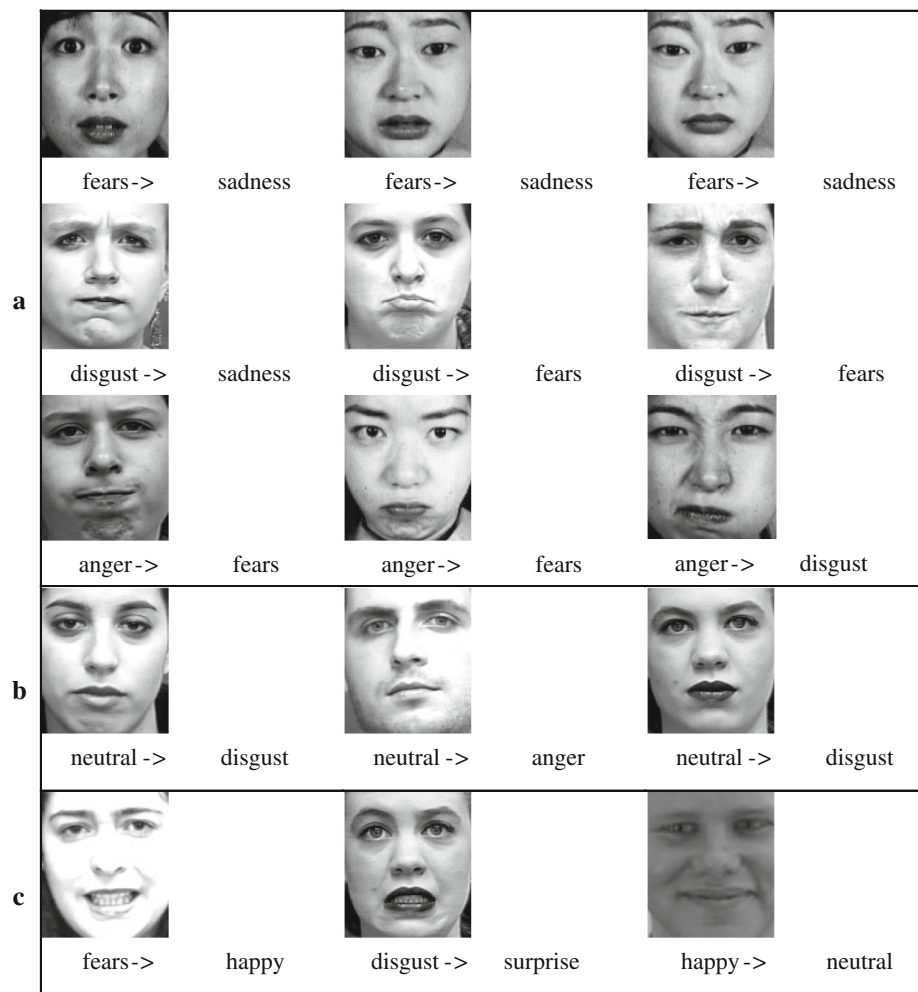 fears-> sadness fears-> sadness fears-> sadness
a
disgust -> sadness disgust -> fears disgust -> fears
anger-> fears anger-> fears anger-> disgust
b
neutral -> disgust neutral -> anger neutral -> disgust
c
fears-> happy disgust -> surprise happy -> neutral